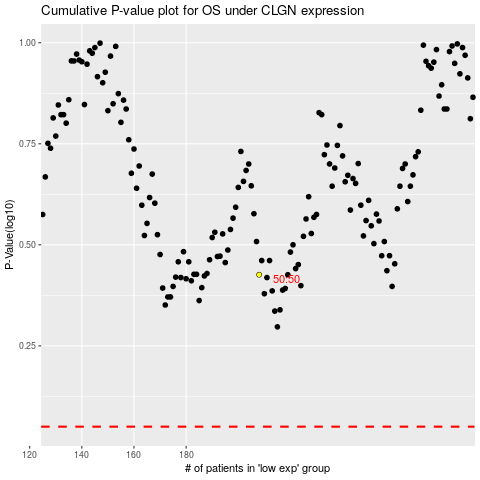 Cumulative P-value plot for OS under CLGN expression
P-Value(log10)
1.00
0.75
0.50
0.25
50:50
120 140 160 180
# of patients in 'low exp' group